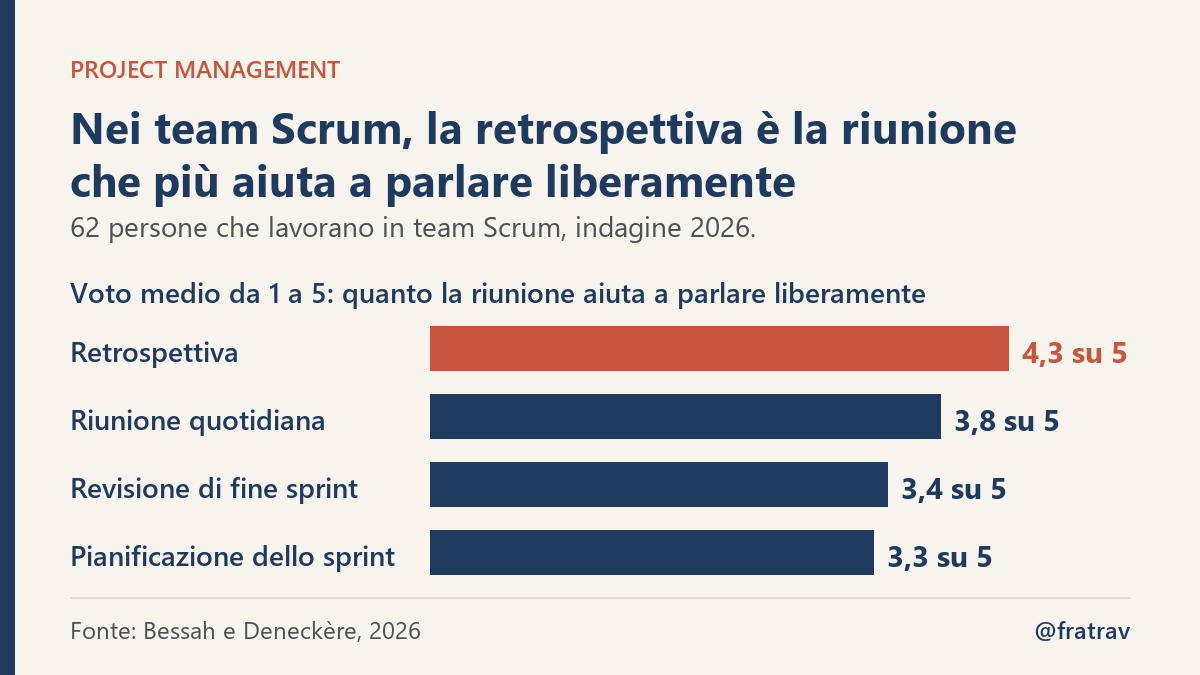 PROJECT MANAGEMENT
Nei team Scrum, la retrospettiva è la riunione
che più aiuta a parlare liberamente
62 persone che lavorano in team Scrum, indagine 2026.
Voto medio da 1 a 5: quanto la riunione aiuta a parlare liberamente
Retrospettiva 4,3 su 5
Riunione quotidiana 3,8 su 5
Revisione di fine sprint 3,4 su 5
Pianificazione dello sprint 3,3 su 5
Fonte: Bessah e Deneckère, 2026 @fratrav